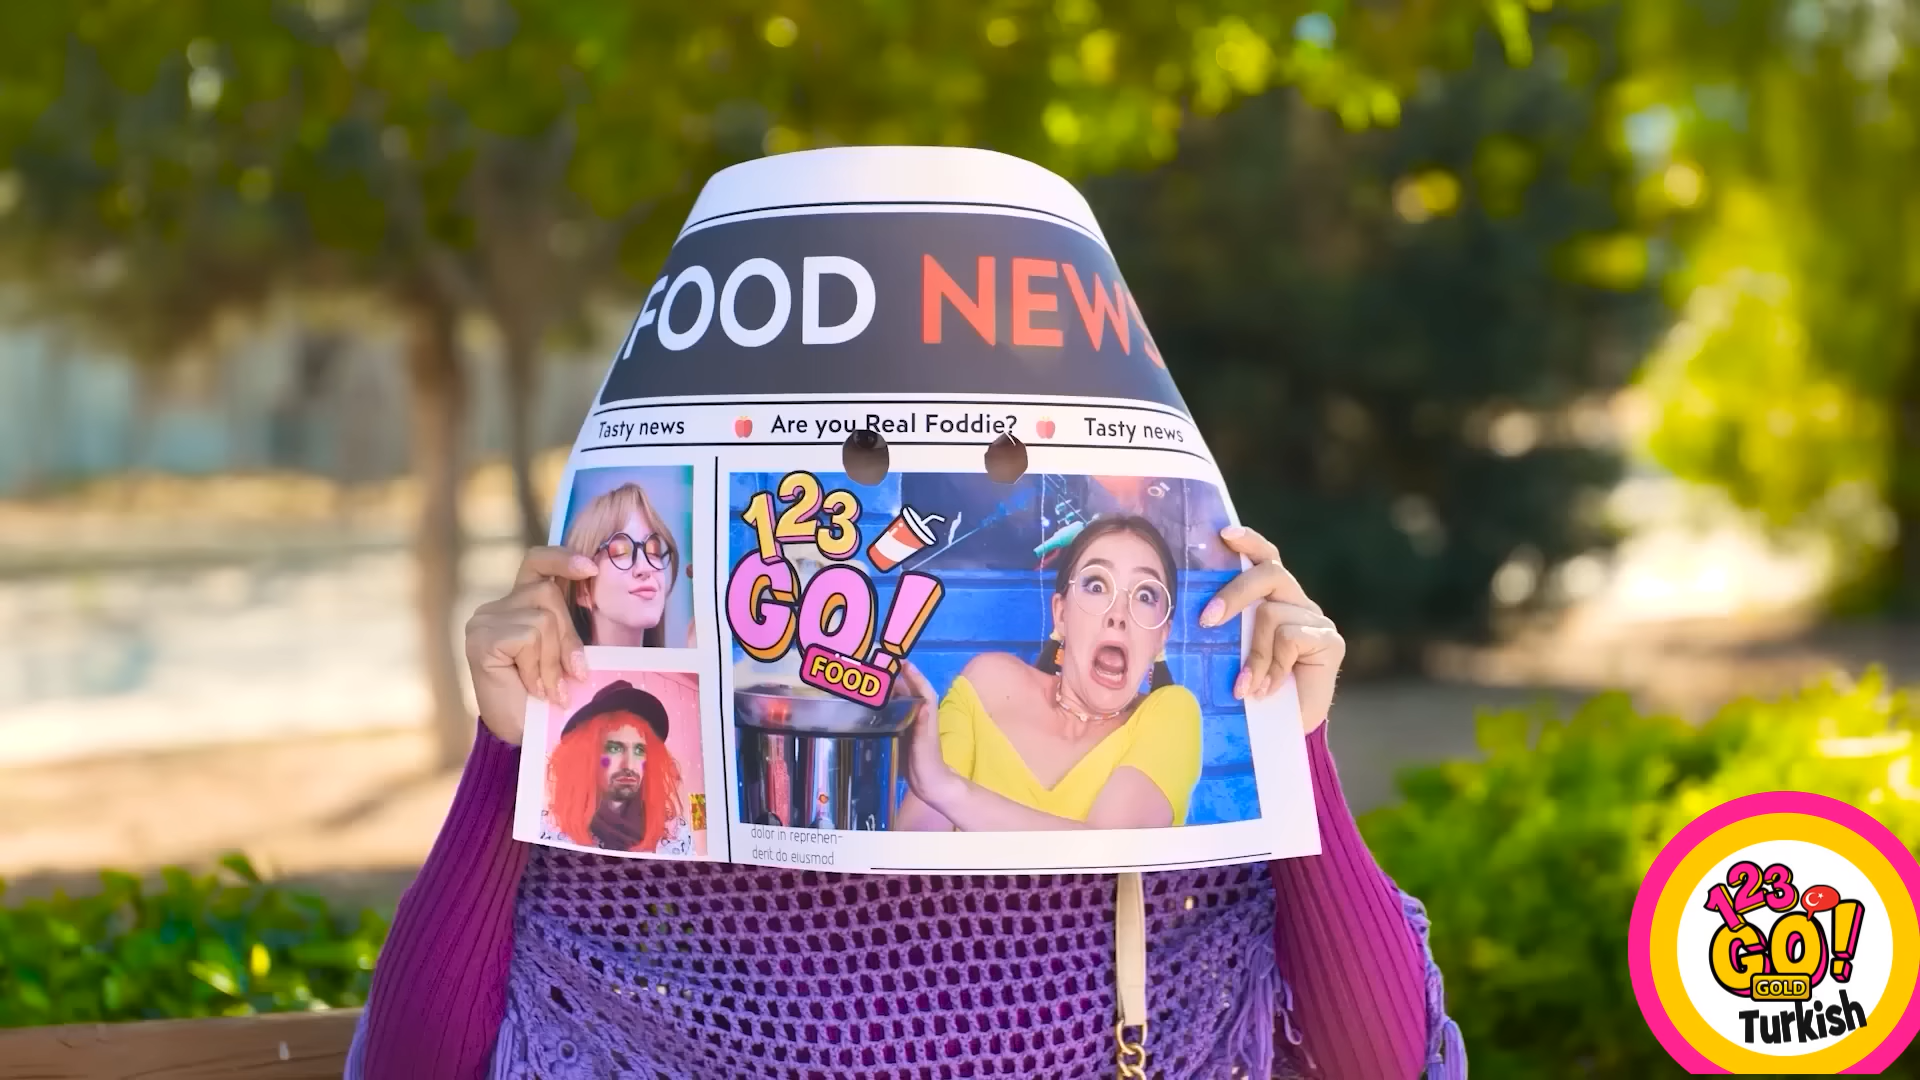 FOOD NEWS
Tasty news
Are you Real Foddie?
Tasty news
123
GO!
FOOD
dolor in reprehen-
derit do eiusmod
123
GO!
GOLD
Turkish